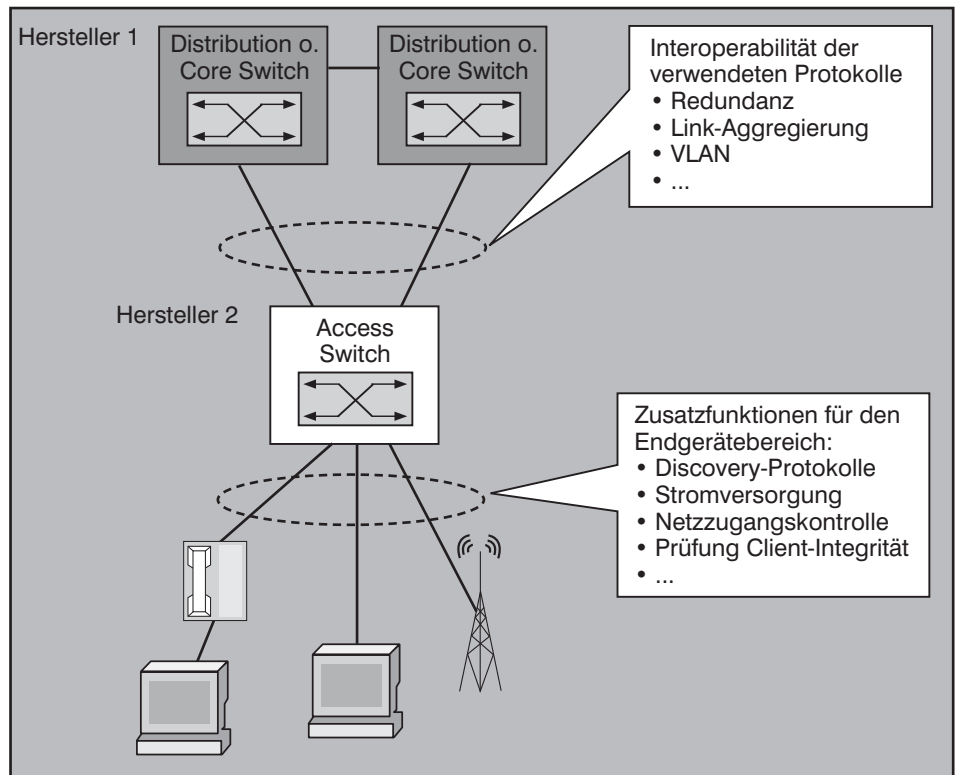 Hersteller 1
Distribution o.
Core Switch
Distribution o.
Core Switch
Interoperabilität der
verwendeten Protokolle
• Redundanz
• Link-Aggregierung
• VLAN
• ...
Hersteller 2
Access
Switch
Zusatzfunktionen für den
Endgerätebereich:
• Discovery-Protokolle
• Stromversorgung
• Netzzugangskontrolle
• Prüfung Client-Integrität
• ...